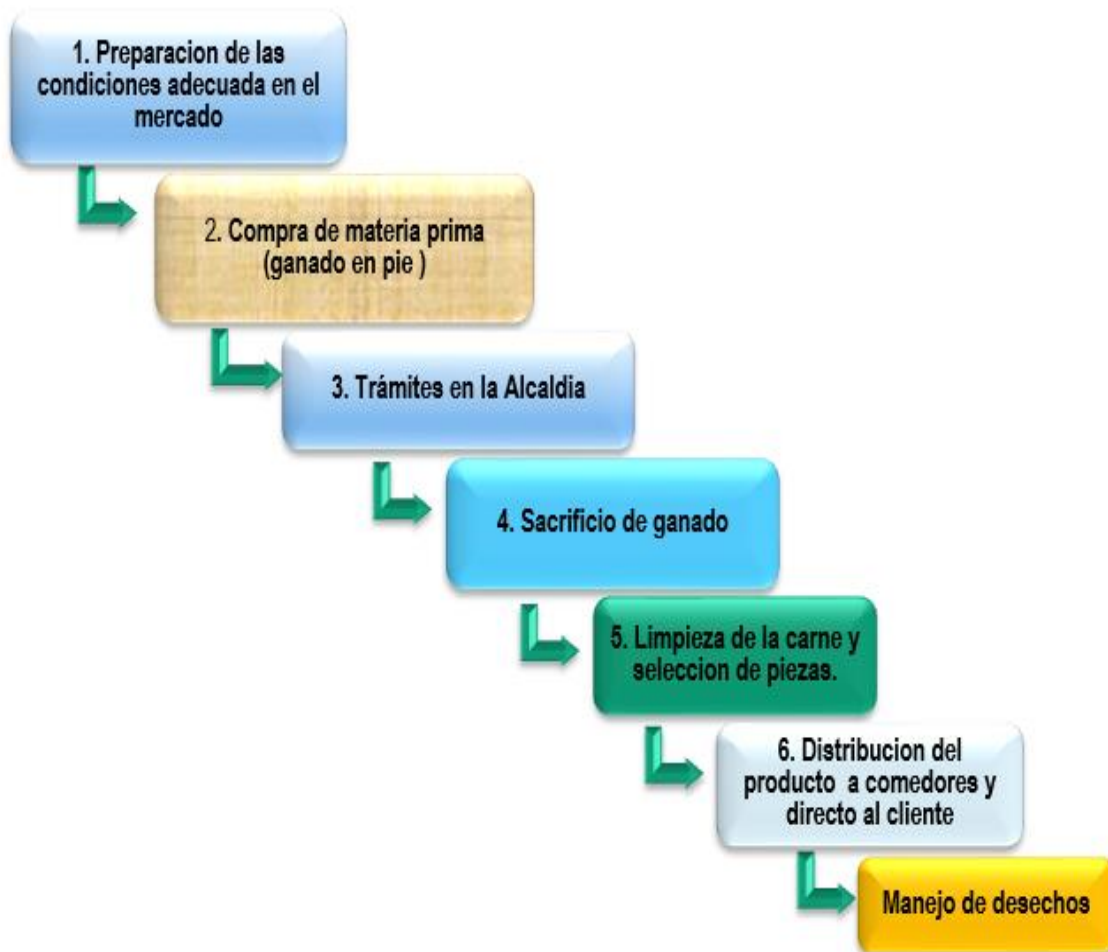 1. Preparacion de las
condiciones adecuada en el
mercado
2. Compra de materia prima
(ganado en pie )
3. Trámites en la Alcaldia
4. Sacrificio de ganado
5. Limpieza de la carne y
seleccion de piezas.
6. Distribucion del
producto a comedores y
directo al cliente
Manejo de desechos